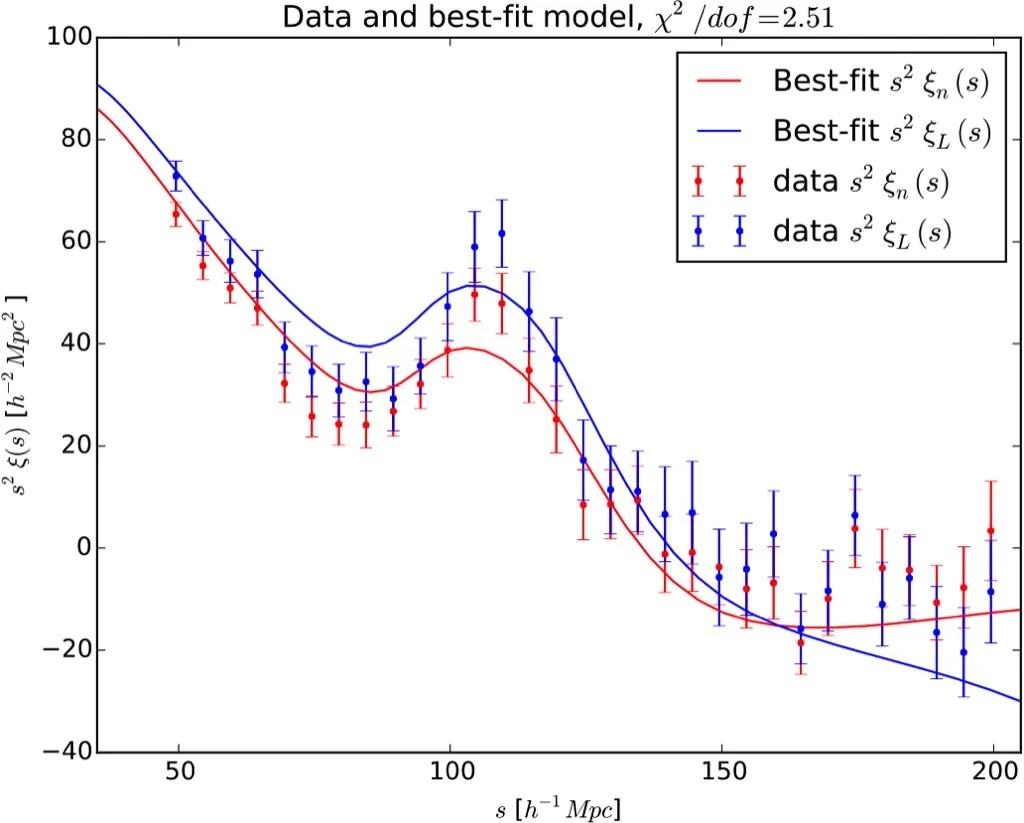 Data and best-fit model, χ² /dof=2.51
100
80
60
40
20
0
−20
−40
s² ξ(s) [h⁻² Mpc²]
50
100
150
200
s [h⁻¹ Mpc]
Best-fit s² ξₙ(s)
Best-fit s² ξ_L(s)
data s² ξₙ(s)
data s² ξ_L(s)